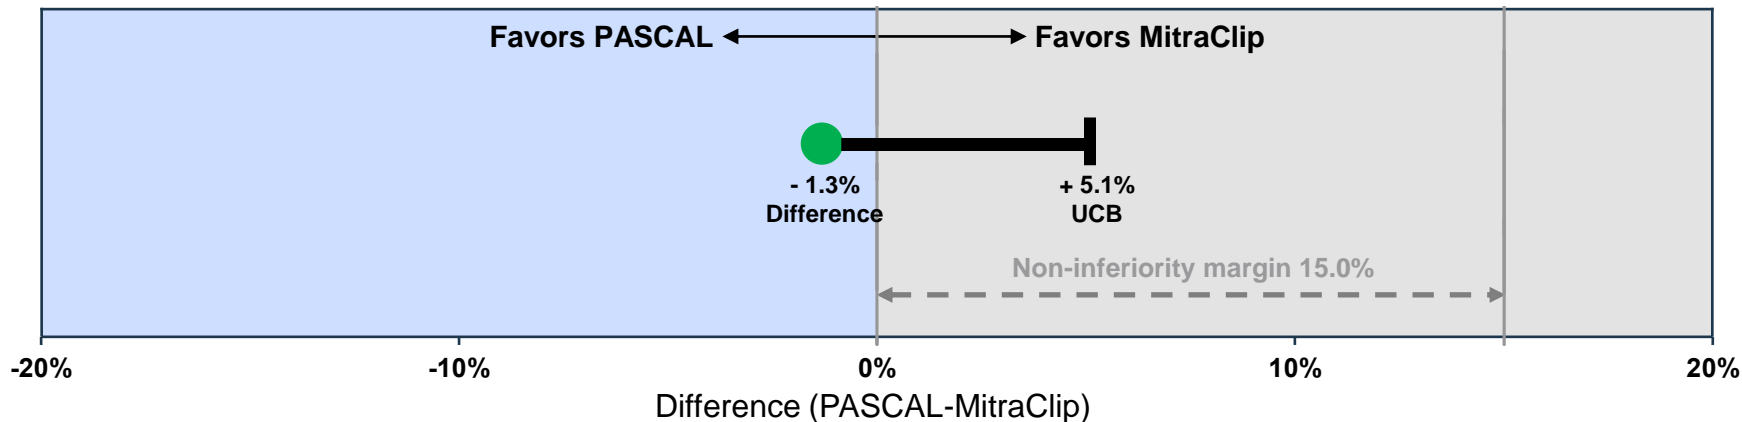 Favors PASCAL
Favors MitraClip
- 1.3%
Difference
+ 5.1%
UCB
Non-inferiority margin 15.0%
-20%
-10%
0%
10%
20%
Difference (PASCAL-MitraClip)